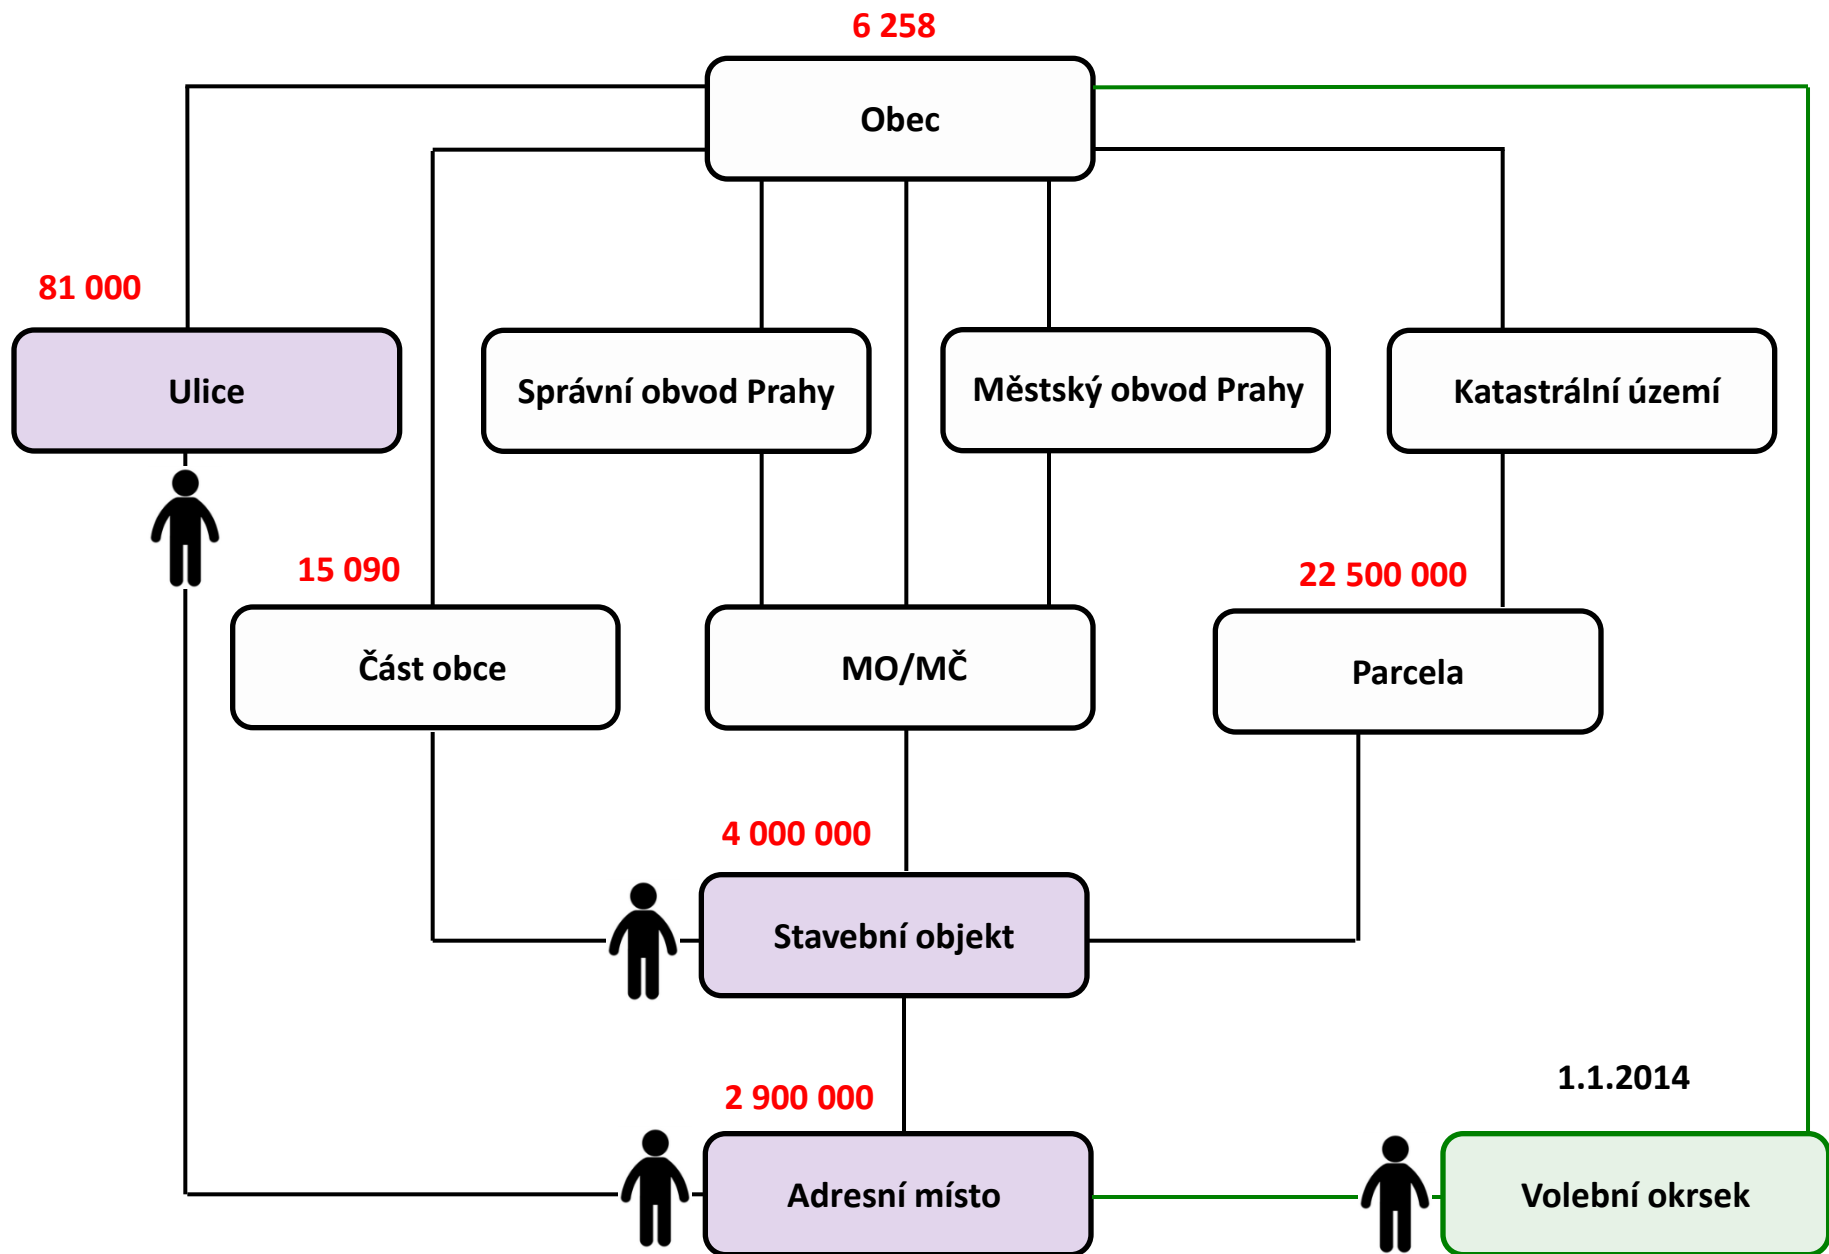 6 258
Obec
81 000
Ulice
Správní obvod Prahy
Městský obvod Prahy
Katastrální území
15 090
22 500 000
Část obce
MO/MČ
Parcela
4 000 000
Stavební objekt
1.1.2014
2 900 000
Adresní místo
Volební okrsek